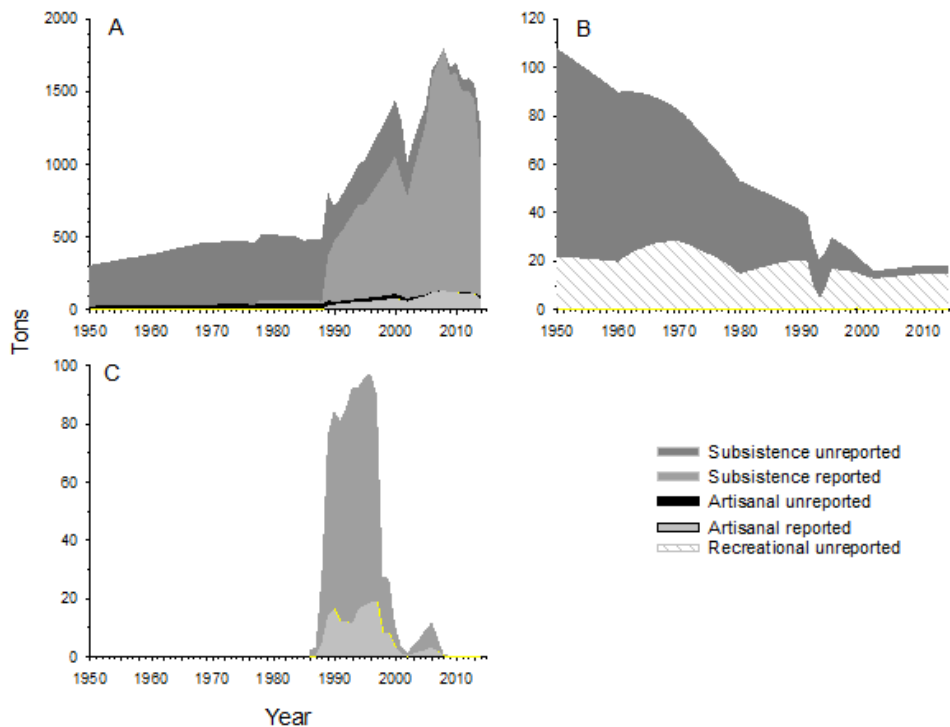 A
2000
1500
1000
500
0
1950 1960 1970 1980 1990 2000 2010
B
120
100
80
60
40
20
0
1950 1960 1970 1980 1990 2000 2010
Tons
C
100
80
60
40
20
0
1950 1960 1970 1980 1990 2000 2010
Year
Subsistence unreported
Subsistence reported
Artisanal unreported
Artisanal reported
Recreational unreported